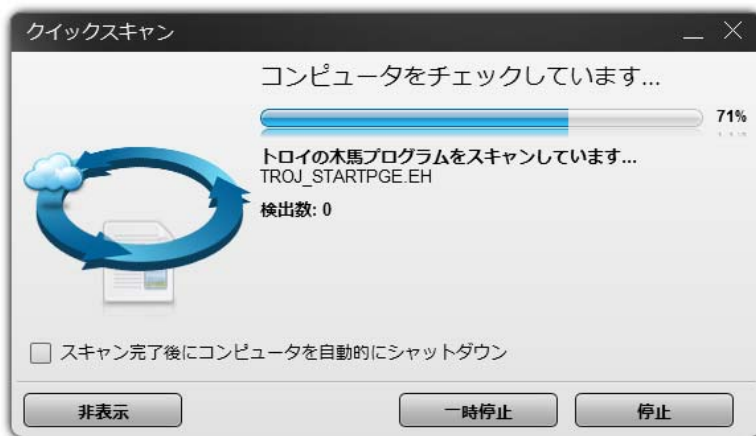 クイックスキャン
コンピュータをチェックしています...
71%
トロイの木馬プログラムをスキャンしています...
TROJ_STARTPGE.EH
検出数: 0
スキャン完了後にコンピュータを自動的にシャットダウン
非表示
一時停止
停止